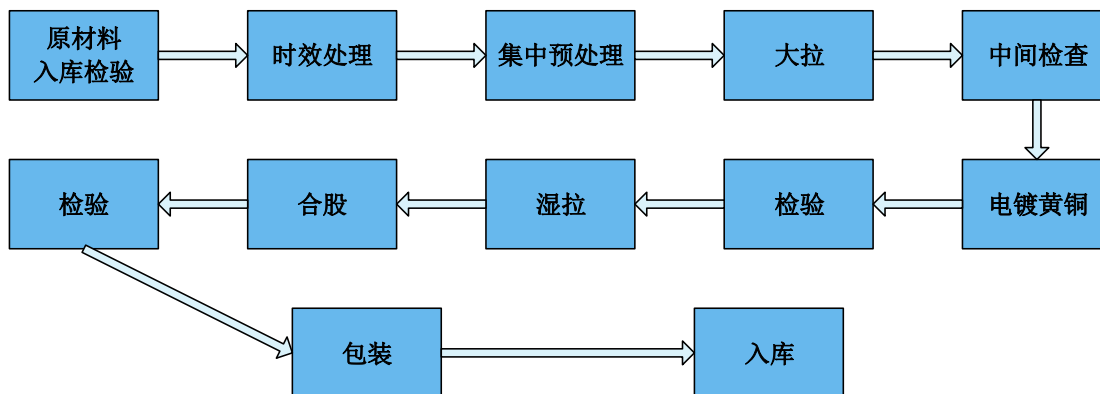 原材料
入库检验
时效处理
集中预处理
大拉
中间检查
电镀黄铜
检验
湿拉
合股
检验
包装
入库